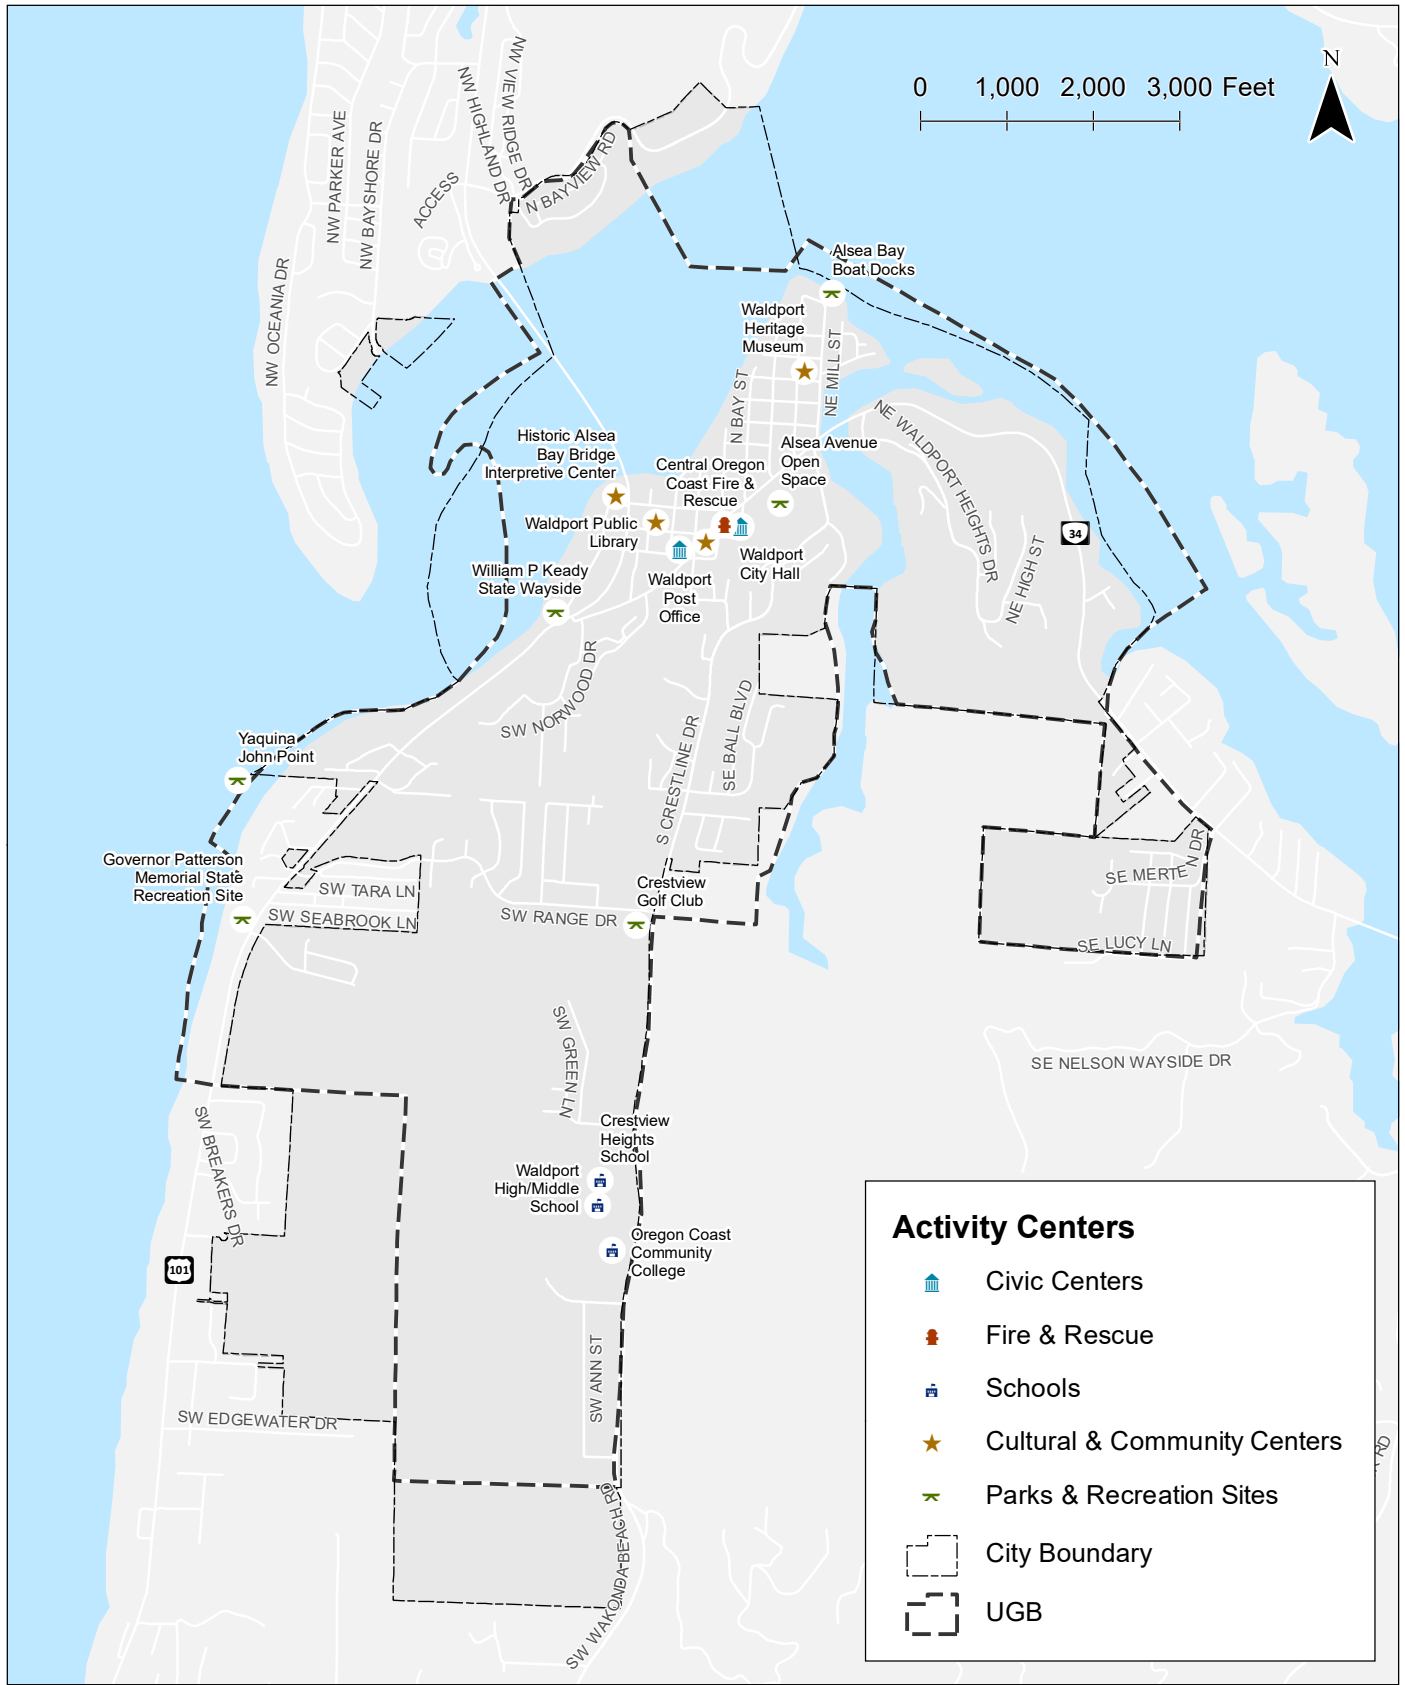 N
0 1,000 2,000 3,000 Feet
NW VIEW RIDGE DR
NW HIGHLAND DR
NW PARKER AVE
NW BAYSHORE DR
ACCESS
N BAYVIEW RD
NW OCEANIA DR
Alsea Bay
Boat Docks
Waldport
Heritage
Museum
NE MILL ST
N BAY ST
NE WALDPORT HEIGHTS DR
NE HIGH ST
34
Historic Alsea
Bay Bridge
Interpretive Center
Alsea Avenue
Open
Space
Central Oregon
Coast Fire &
Rescue
Waldport Public
Library
Waldport
City Hall
William P Keady
State Wayside
Waldport
Post
Office
SW NORWOOD DR
SE BALL BLVD
S CRESTLINE DR
Yaquina
John Point
Governor Patterson
Memorial State
Recreation Site
SW TARA LN
SW SEABROOK LN
SW RANGE DR
Crestview
Golf Club
SE MERTE
N DR
SE LUCY LN
SE NELSON WAYSIDE DR
SW GREEN LN
Crestview
Heights
School
Waldport
High/Middle
School
Oregon Coast
Community
College
SW BREAKERS DR
101
SW ANN ST
SW EDGEWATER DR
SW WAKONDA BEACH RD
RD
Activity Centers
Civic Centers
Fire & Rescue
Schools
Cultural & Community Centers
Parks & Recreation Sites
City Boundary
UGB